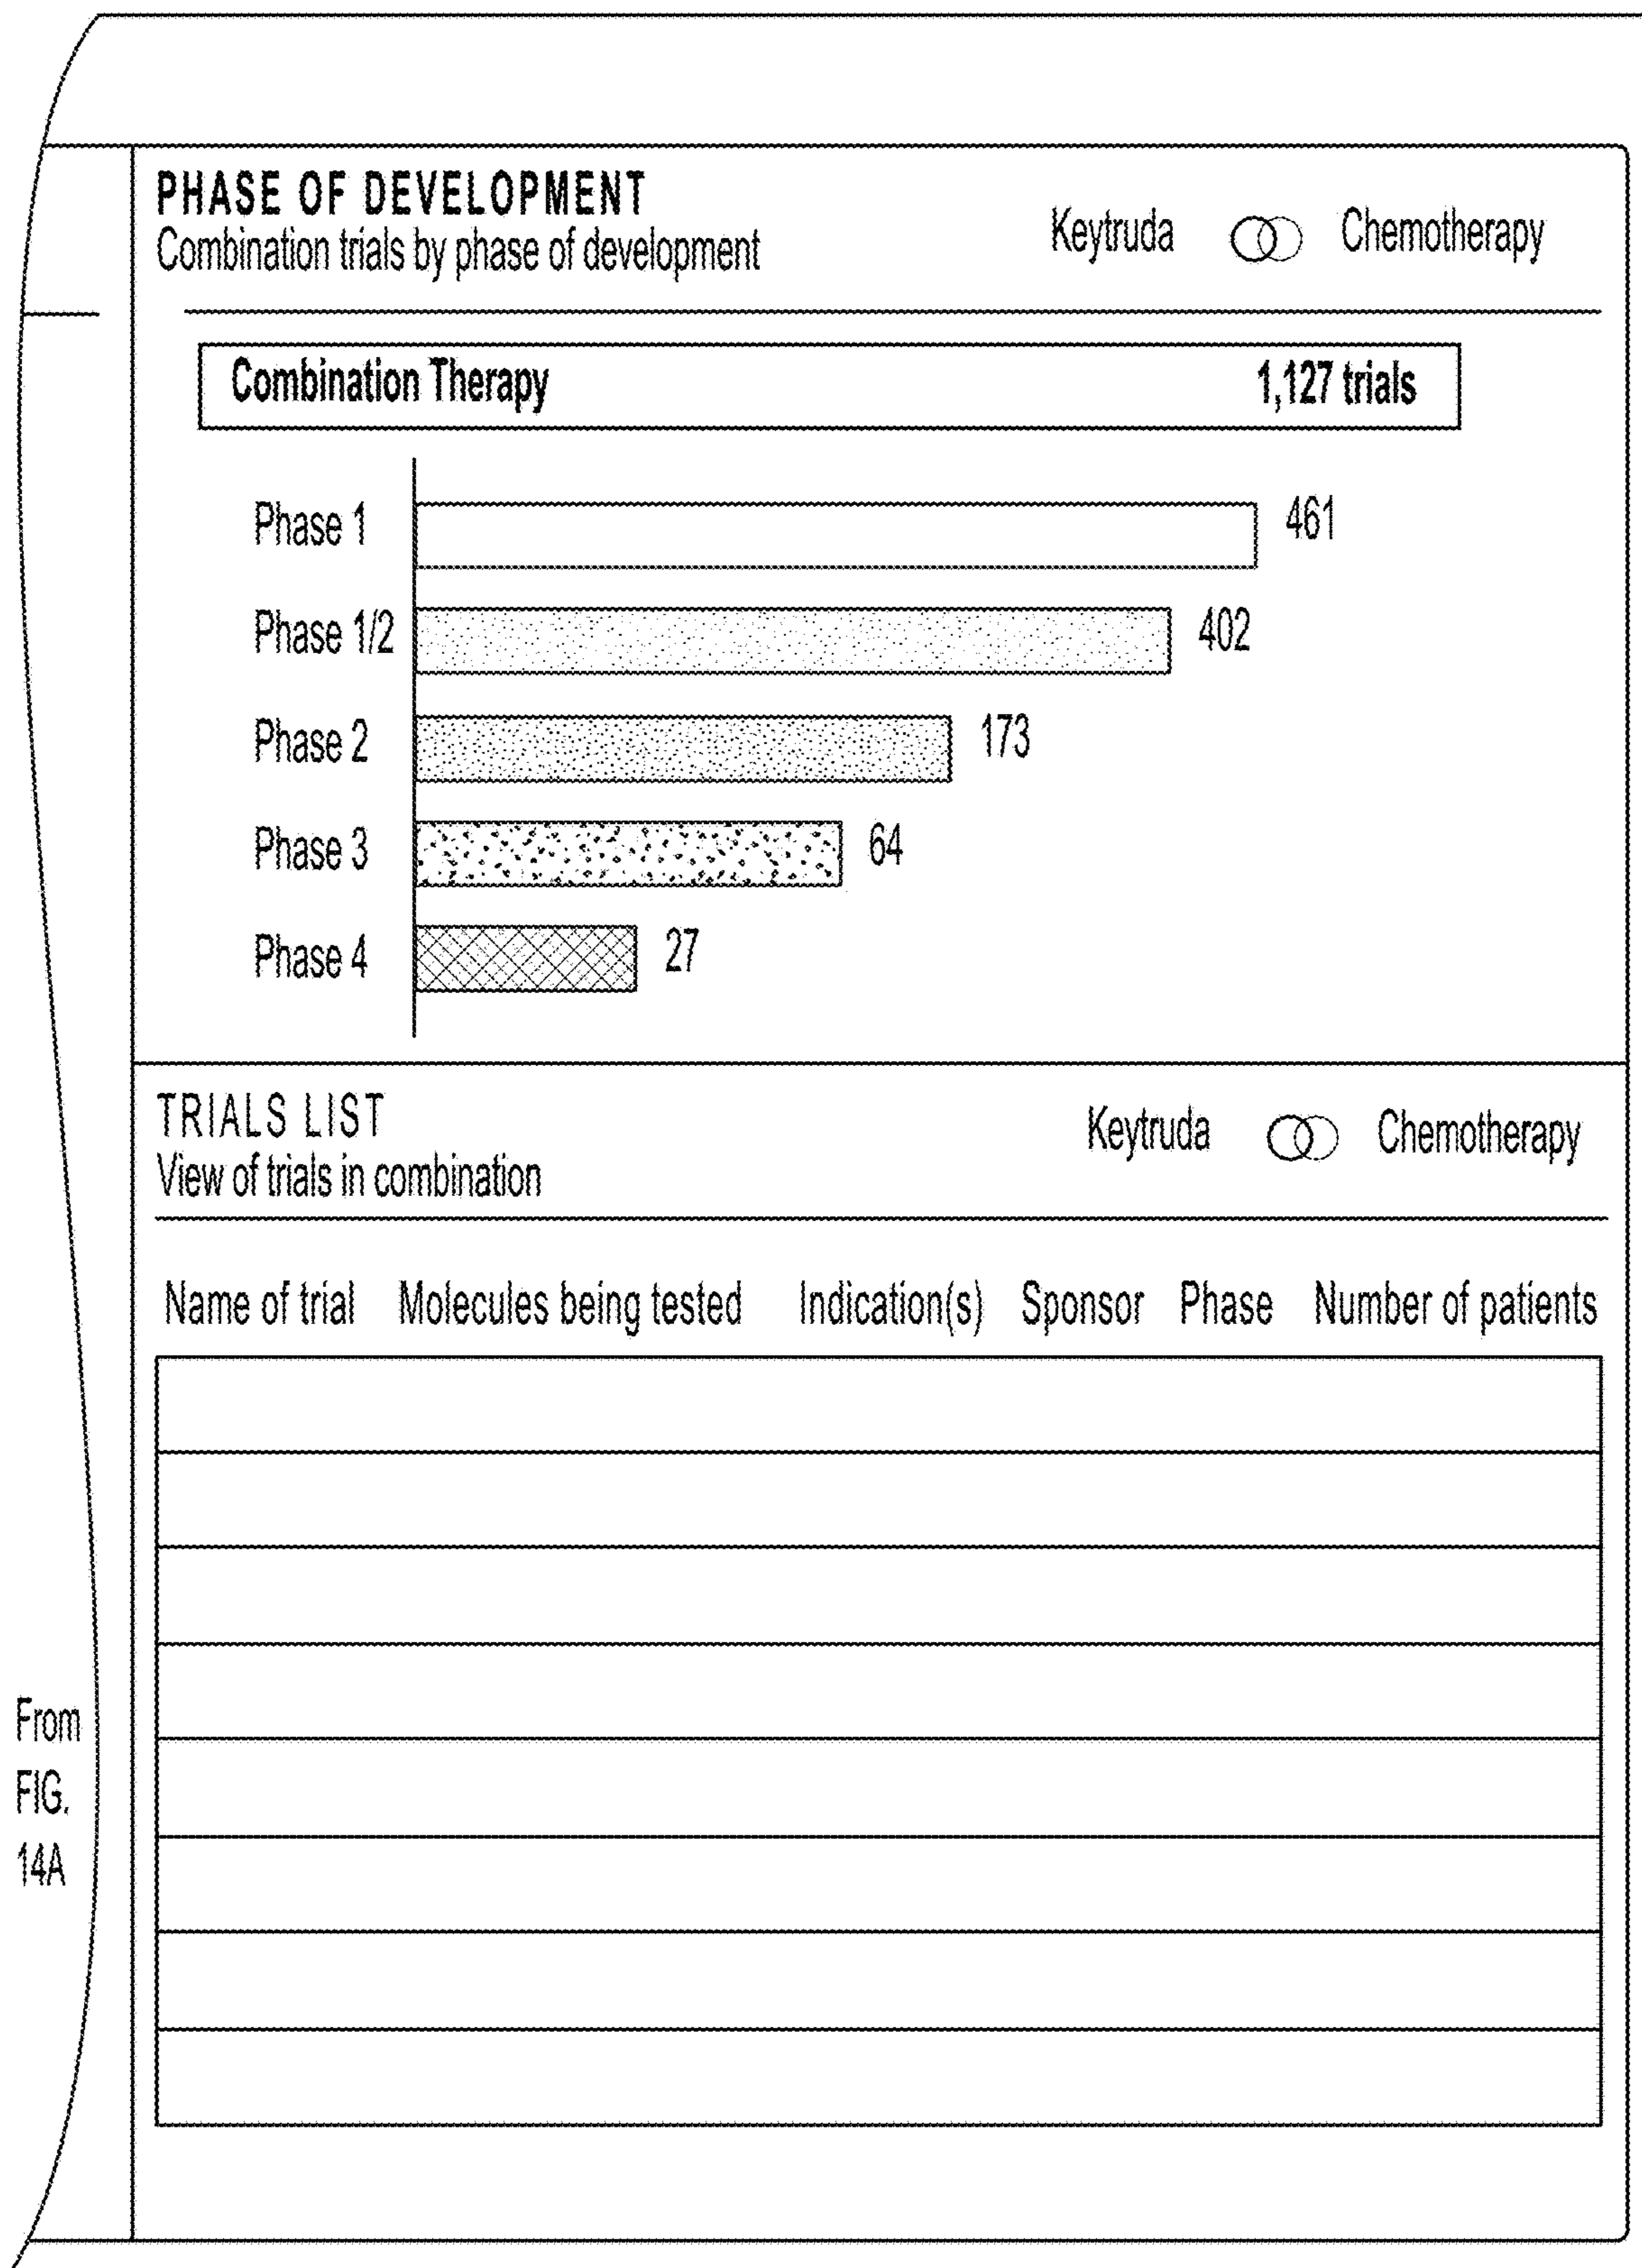 PHASE OF DEVELOPMENT
Combination trials by phase of development
Keytruda Chemotherapy
Combination Therapy 1,127 trials
Phase 1 461
Phase 1/2 402
Phase 2 173
Phase 3 64
Phase 4 27
TRIALS LIST
View of trials in combination
Keytruda Chemotherapy
Name of trial Molecules being tested Indication(s) Sponsor Phase Number of patients
From
FIG.
14A